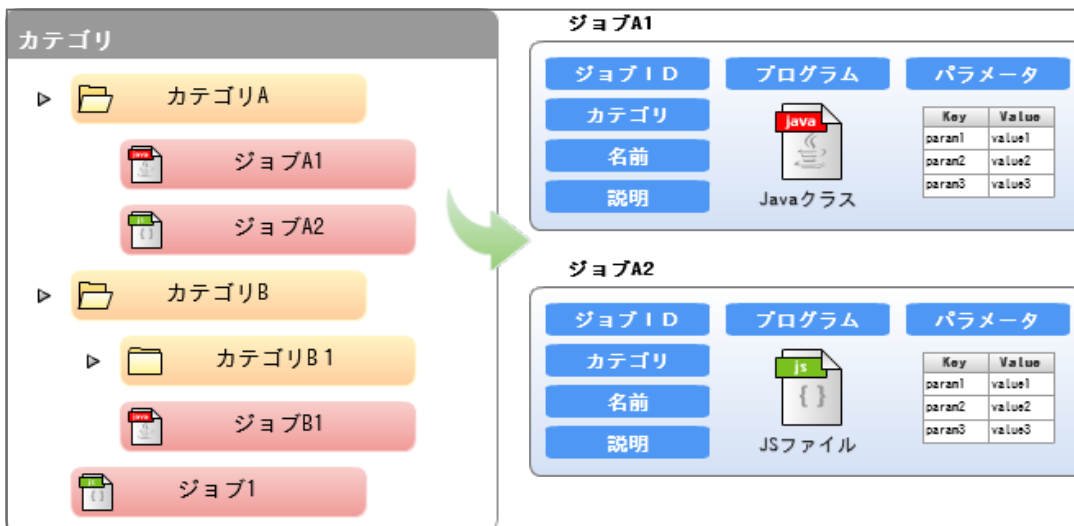 カテゴリ
カテゴリA
java
ジョブA1
js
{ }
ジョブA2
カテゴリB
カテゴリB1
java
ジョブB1
js
{ }
ジョブ1
ジョブA1
ジョブID
プログラム
パラメータ
カテゴリ
名前
説明
java
Javaクラス
Key Value
param1 value1
param2 value2
param3 value3
ジョブA2
ジョブID
プログラム
パラメータ
カテゴリ
名前
説明
js
{ }
JSファイル
Key Value
param1 value1
param2 value2
param3 value3